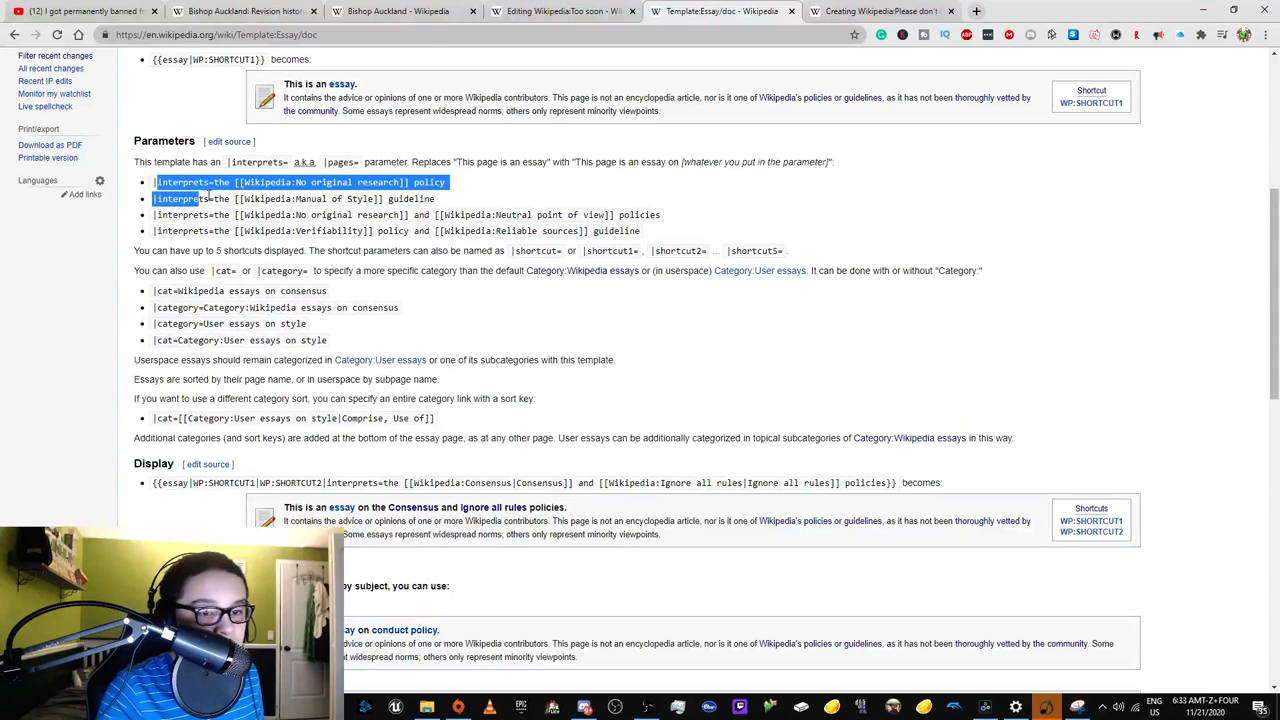 (12) I got permanently banned fr
Bishop Auckland: Revision histor
Bishop Auckland - Wikipedia
Editing Wikipedia:Too soon - Wi
Template:Essay/doc - Wikipedia
Creating Wikipedia:Please don't
https://en.wikipedia.org/wiki/Template:Essay/doc
Filter recent changes
All recent changes
Recent IP edits
Monitor my watchlist
Live spellcheck
Print/export
Download as PDF
Printable version
Languages
Add links
{{essay|WP:SHORTCUT1}} becomes:
This is an essay.
It contains the advice or opinions of one or more Wikipedia contributors. This page is not an encyclopedia article, nor is it one of Wikipedia's policies or guidelines, as it has not been thoroughly vetted by
the community. Some essays represent widespread norms; others only represent minority viewpoints.
Shortcut
WP:SHORTCUT1
Parameters [ edit source ]
This template has an |interprets= a.k.a. |pages= parameter. Replaces "This page is an essay" with "This page is an essay on [whatever you put in the parameter]":
|interprets=the [[Wikipedia:No original research]] policy
|interprets=the [[Wikipedia:Manual of Style]] guideline
|interprets=the [[Wikipedia:No original research]] and [[Wikipedia:Neutral point of view]] policies
|interprets=the [[Wikipedia:Verifiability]] policy and [[Wikipedia:Reliable sources]] guideline
You can have up to 5 shortcuts displayed. The shortcut parameters can also be named as |shortcut= or |shortcut1=, |shortcut2= ... |shortcut5=.
You can also use |cat= or |category= to specify a more specific category than the default Category:Wikipedia essays or (in userspace) Category:User essays. It can be done with or without "Category:"
|cat=Wikipedia essays on consensus
|category=Category:Wikipedia essays on consensus
|category=User essays on style
|cat=Category:User essays on style
Userspace essays should remain categorized in Category:User essays or one of its subcategories with this template.
Essays are sorted by their page name, or in userspace by subpage name.
If you want to use a different category sort, you can specify an entire category link with a sort key:
|cat=[[Category:User essays on style|Comprise, Use of]]
Additional categories (and sort keys) are added at the bottom of the essay page, as at any other page. User essays can be additionally categorized in topical subcategories of Category:Wikipedia essays in this way.
Display [ edit source ]
{{essay|WP:SHORTCUT1|WP:SHORTCUT2|interprets=the [[Wikipedia:Consensus|Consensus]] and [[Wikipedia:Ignore all rules|Ignore all rules]] policies}} becomes:
This is an essay on the Consensus and Ignore all rules policies.
It contains the advice or opinions of one or more Wikipedia contributors. This page is not an encyclopedia article, nor is it one of Wikipedia's policies or guidelines, as it has not been thoroughly vetted
by the community. Some essays represent widespread norms; others only represent minority viewpoints.
Shortcuts
WP:SHORTCUT1
WP:SHORTCUT2
by subject, you can use:
ay on conduct policy.
of one or more Wikipedia contributors. This page is not an encyclopedia article, nor is it one of Wikipedia's policies or guidelines, as it has not been thoroughly vetted by the community. Some
t widespread norms; others only represent minority viewpoints.
ENG
US
6:33 AMT-Z+FOUR
11/21/2020